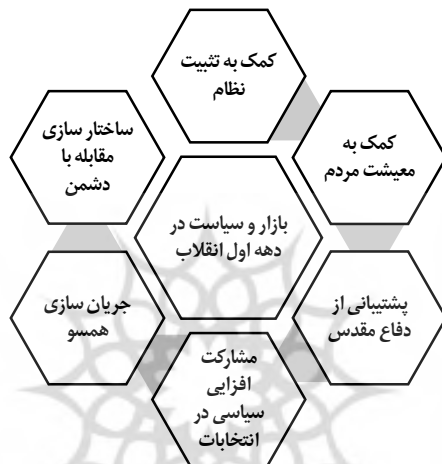 کمک به تثبیت
نظام
کمک به
معیشت مردم
پشتیبانی از
دفاع مقدس
مشارکت
افزایی
سیاسی در
انتخابات
جریان سازی
همسو
ساختار سازی
مقابله با
دشمن
بازار و سیاست در
دهه اول انقلاب